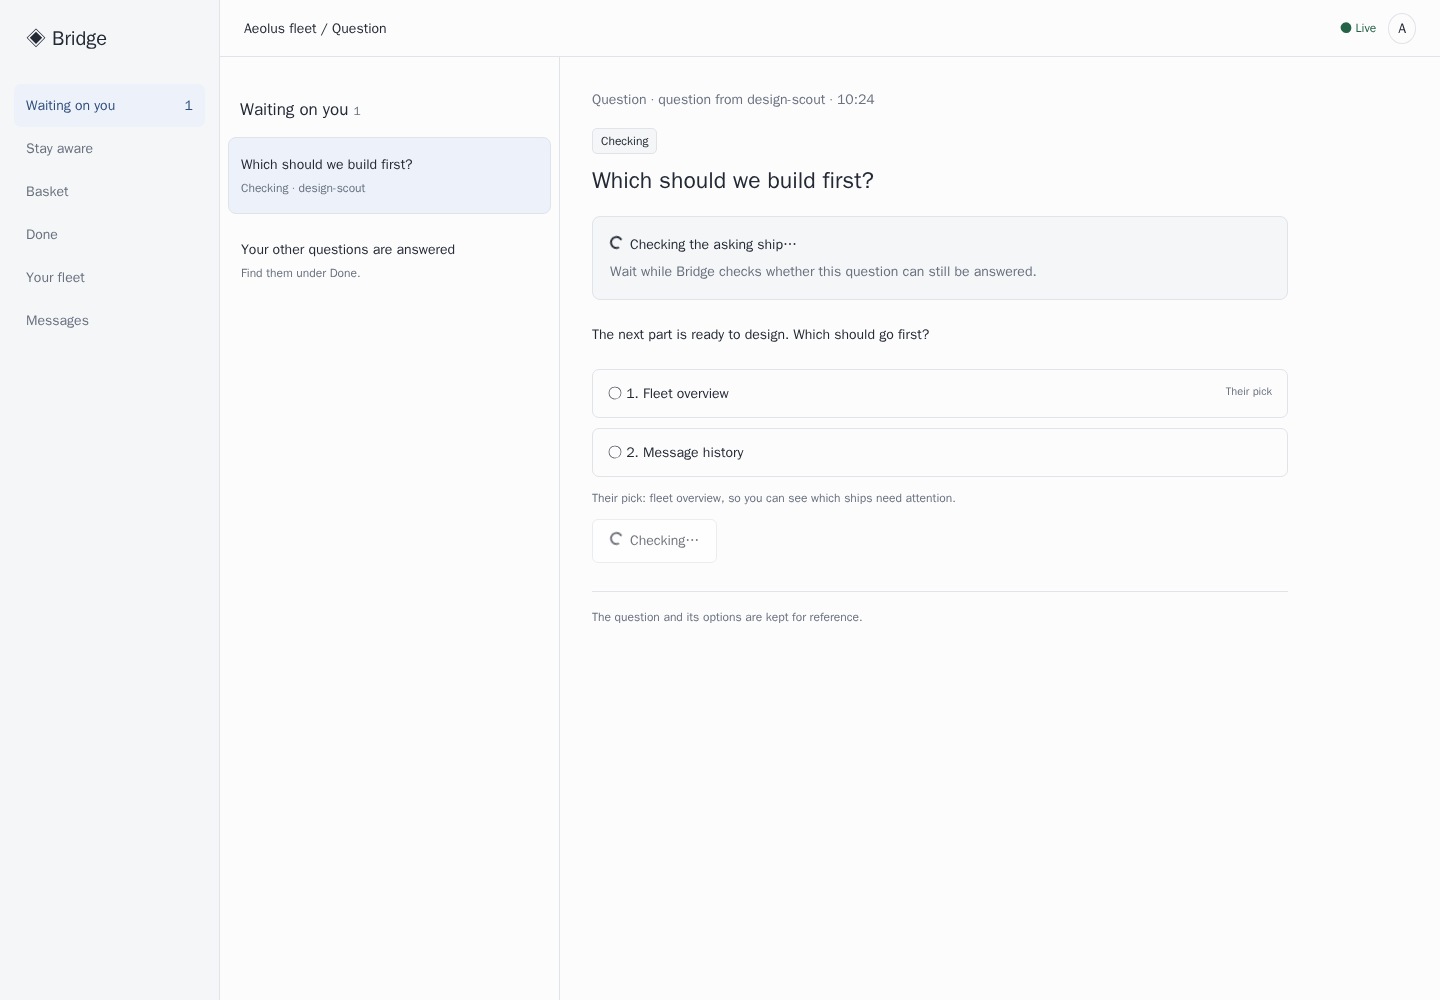 Bridge
Waiting on you 1
Stay aware
Basket
Done
Your fleet
Messages
Aeolus fleet / Question
Live
A
Waiting on you 1
Which should we build first?
Checking · design-scout
Your other questions are answered
Find them under Done.
Question · question from design-scout · 10:24
Checking
Which should we build first?
Checking the asking ship···
Wait while Bridge checks whether this question can still be answered.
The next part is ready to design. Which should go first?
1. Fleet overview Their pick
2. Message history
Their pick: fleet overview, so you can see which ships need attention.
Checking···
The question and its options are kept for reference.